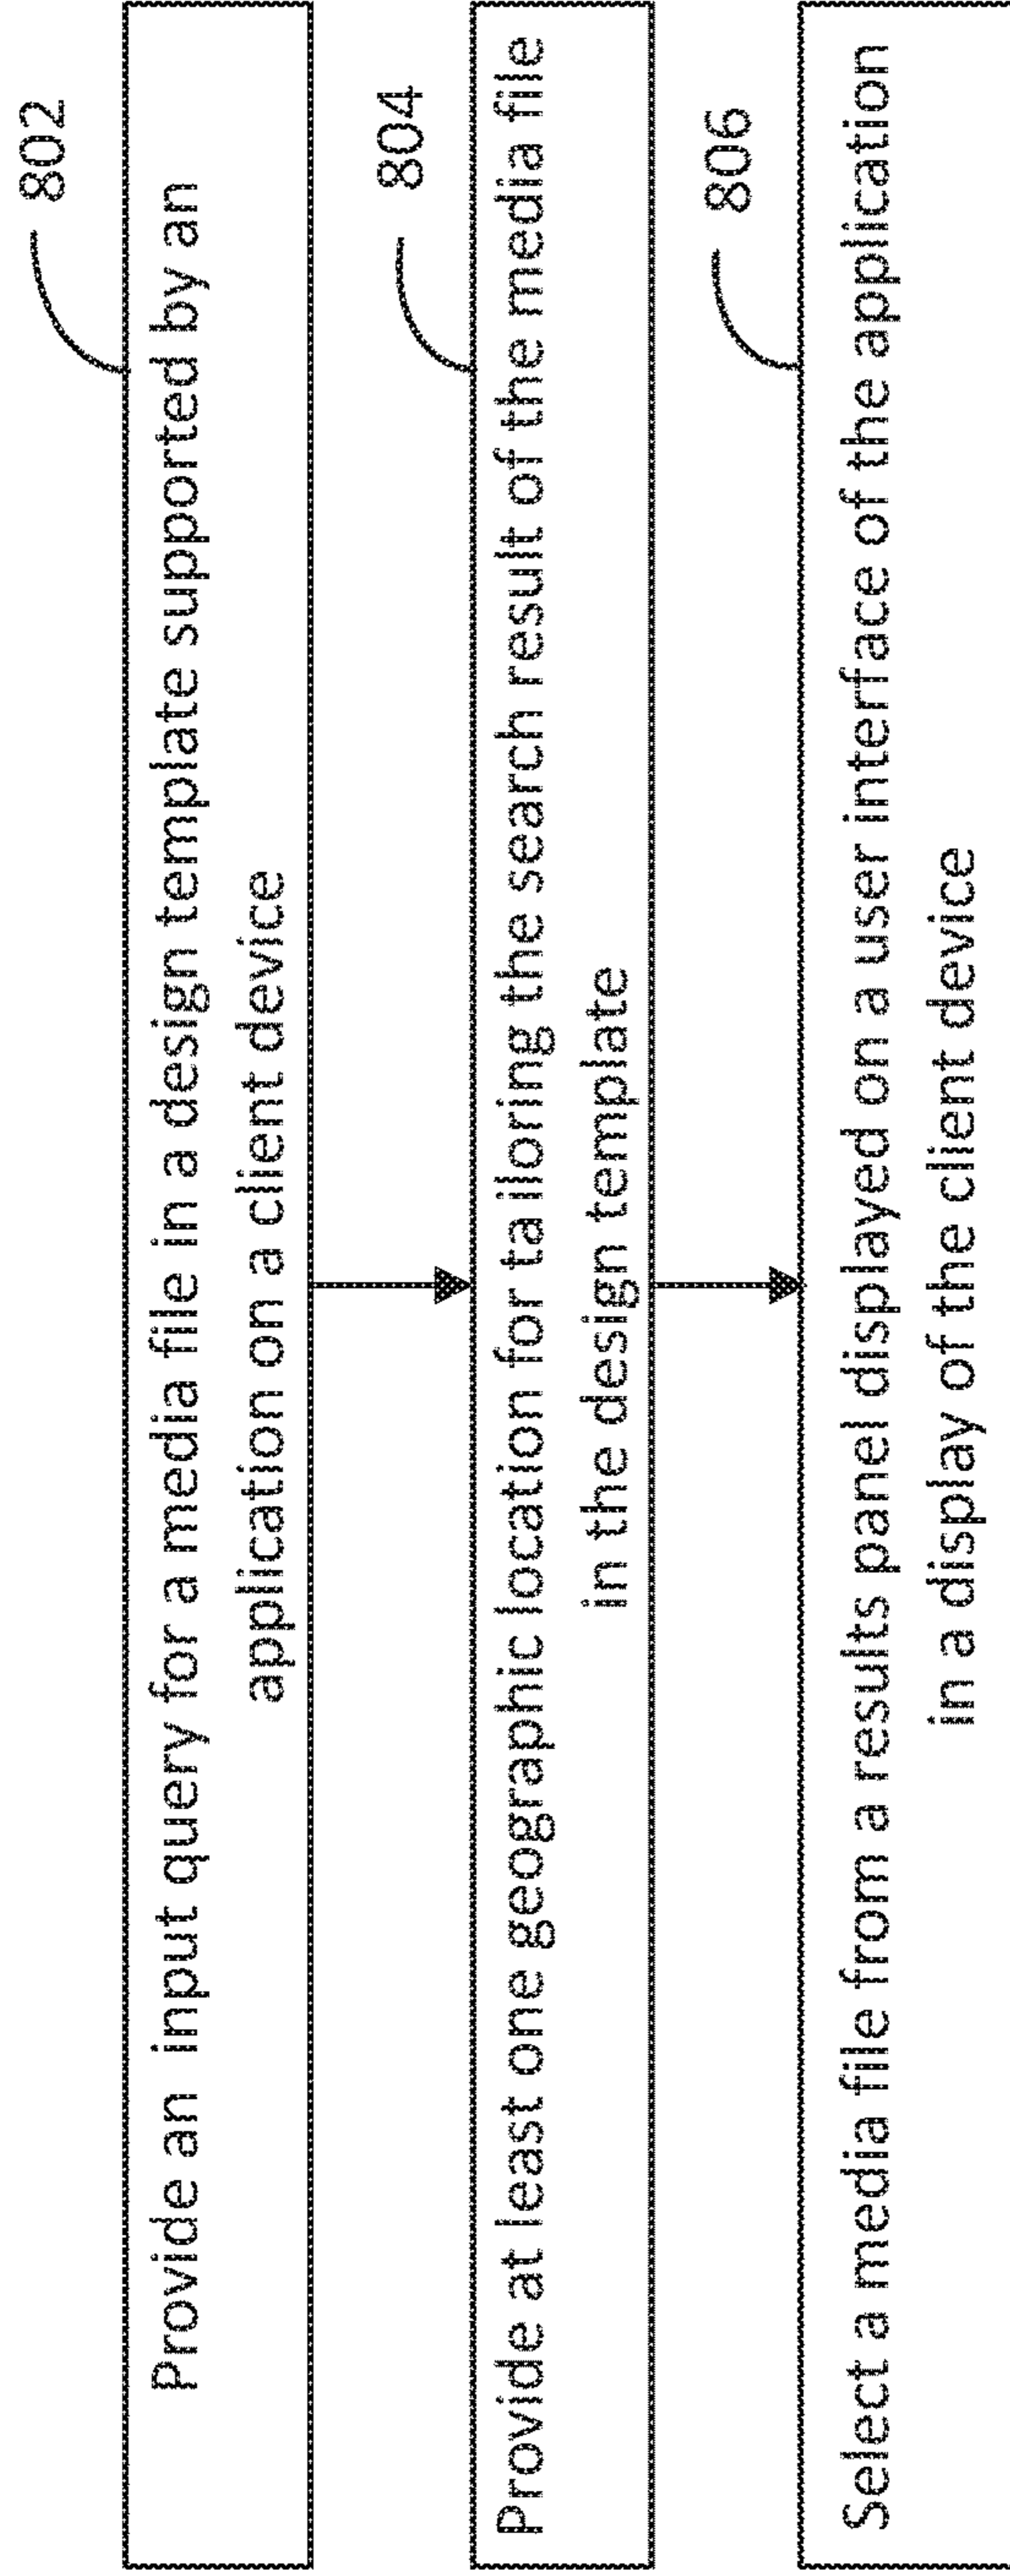 802
Provide an input query for a media file in a design template supported by an
application on a client device
804
Provide at least one geographic location for tailoring the search result of the media file
in the design template
806
Select a media file from a results panel displayed on a user interface of the application
in a display of the client device